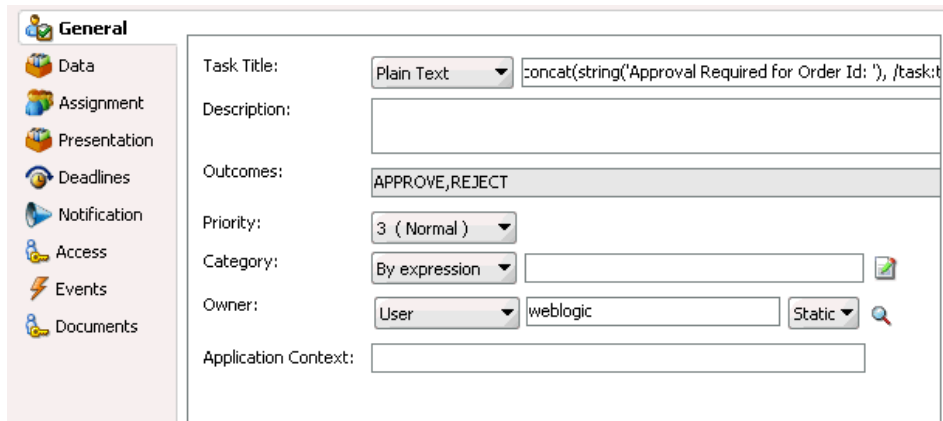 General
Data
Assignment
Presentation
Deadlines
Notification
Access
Events
Documents
Task Title: Plain Text concat(string('Approval Required for Order Id: '), /task:t
Description:
Outcomes: APPROVE,REJECT
Priority: 3 ( Normal )
Category: By expression
Owner: User weblogic Static
Application Context: